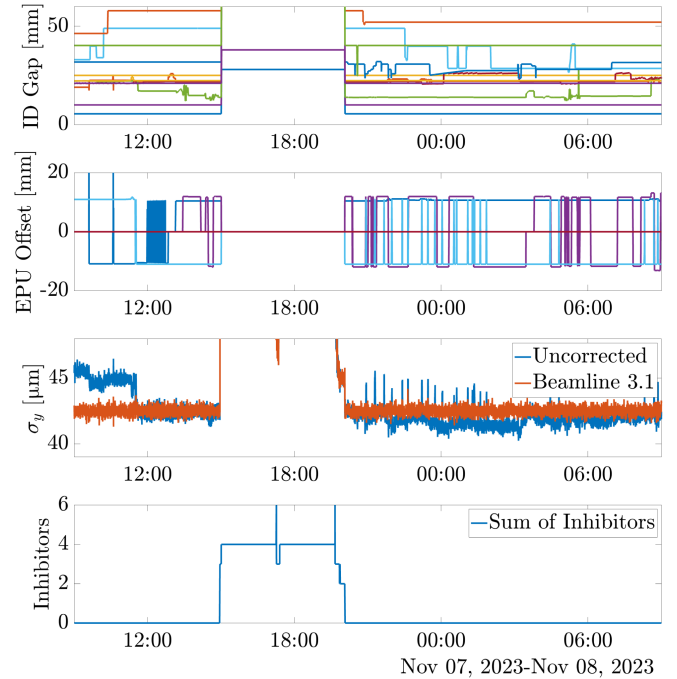 50
0
ID Gap [mm]
12:00 18:00 00:00 06:00
20
0
-20
EPU Offset [mm]
12:00 18:00 00:00 06:00
45
40
σy [μm]
Uncorrected
Beamline 3.1
12:00 18:00 00:00 06:00
6
4
2
0
Inhibitors
Sum of Inhibitors
12:00 18:00 00:00 06:00
Nov 07, 2023-Nov 08, 2023